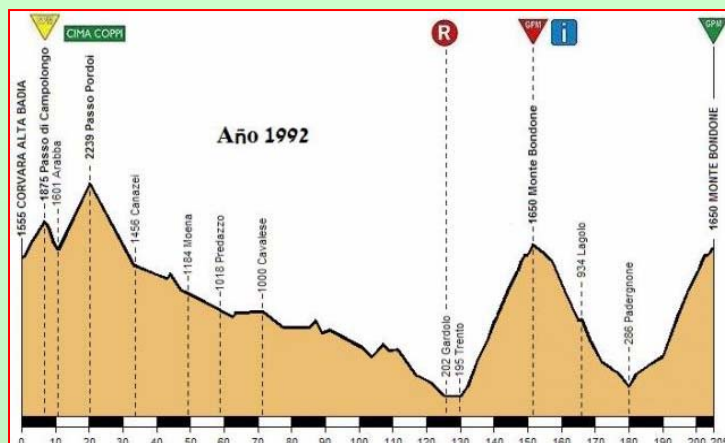 CIMA COPPI
R
GPM
i
GPM
Año 1992
1555 CORVARA ALTA BADIA
1875 Passo di Campolongo
1601 Arabba
2239 Passo Pordoi
1456 Canazei
1184 Moena
1018 Predazzo
1000 Cavalese
202 Gardolo
195 Trento
1650 Monte Bondone
934 Lagolo
286 Padergnone
1650 MONTE BONDONE
0 10 20 30 40 50 60 70 80 90 100 110 120 130 140 150 160 170 180 190 200